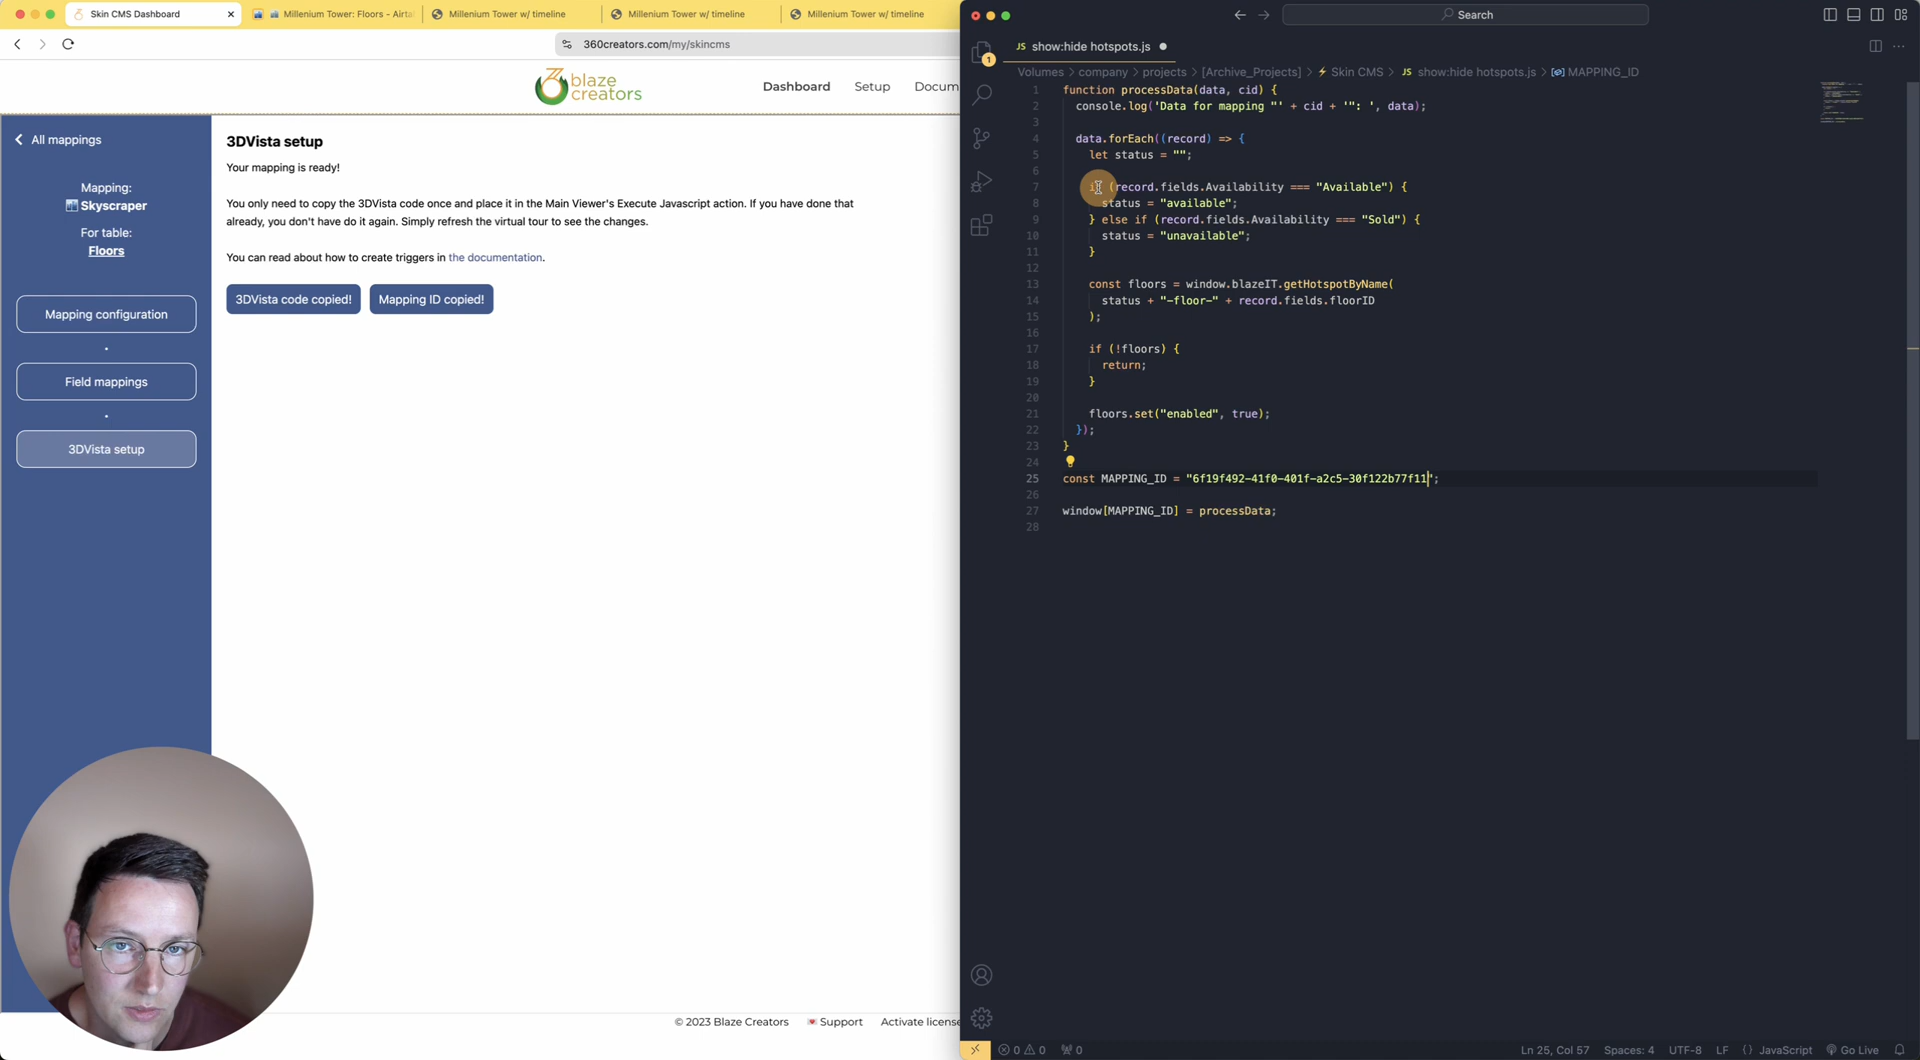 Skin CMS Dashboard
Millenium Tower: Floors - Airta
Millenium Tower w/ timeline
Millenium Tower w/ timeline
Millenium Tower w/ timeline
360creators.com/my/skincms
blaze
creators
Dashboard
Setup
Docum
All mappings
Mapping:
Skyscraper
For table:
Floors
Mapping configuration
Field mappings
3DVista setup
3DVista setup
Your mapping is ready!
You only need to copy the 3DVista code once and place it in the Main Viewer's Execute Javascript action. If you have done that
already, you don't have do it again. Simply refresh the virtual tour to see the changes.
You can read about how to create triggers in the documentation.
3DVista code copied!
Mapping ID copied!
© 2023 Blaze Creators
Support
Activate license
Search
JS show:hide hotspots.js
Volumes > company > projects > [Archive_Projects] > Skin CMS > JS show:hide hotspots.js > MAPPING_ID
1 function processData(data, cid) {
2 console.log('Data for mapping "' + cid + '": ', data);
3
4 data.forEach((record) => {
5 let status = "";
6
7 if (record.fields.Availability === "Available") {
8 status = "available";
9 } else if (record.fields.Availability === "Sold") {
10 status = "unavailable";
11 }
12
13 const floors = window.blazeIT.getHotspotByName(
14 status + "-floor-" + record.fields.floorID
15 );
16
17 if (!floors) {
18 return;
19 }
20
21 floors.set("enabled", true);
22 });
23 }
24
25 const MAPPING_ID = "6f19f492-41f0-401f-a2c5-30f122b77f11";
26
27 window[MAPPING_ID] = processData;
28
1
0 0 0
Ln 25, Col 57
Spaces: 4
UTF-8
LF
{} JavaScript
Go Live